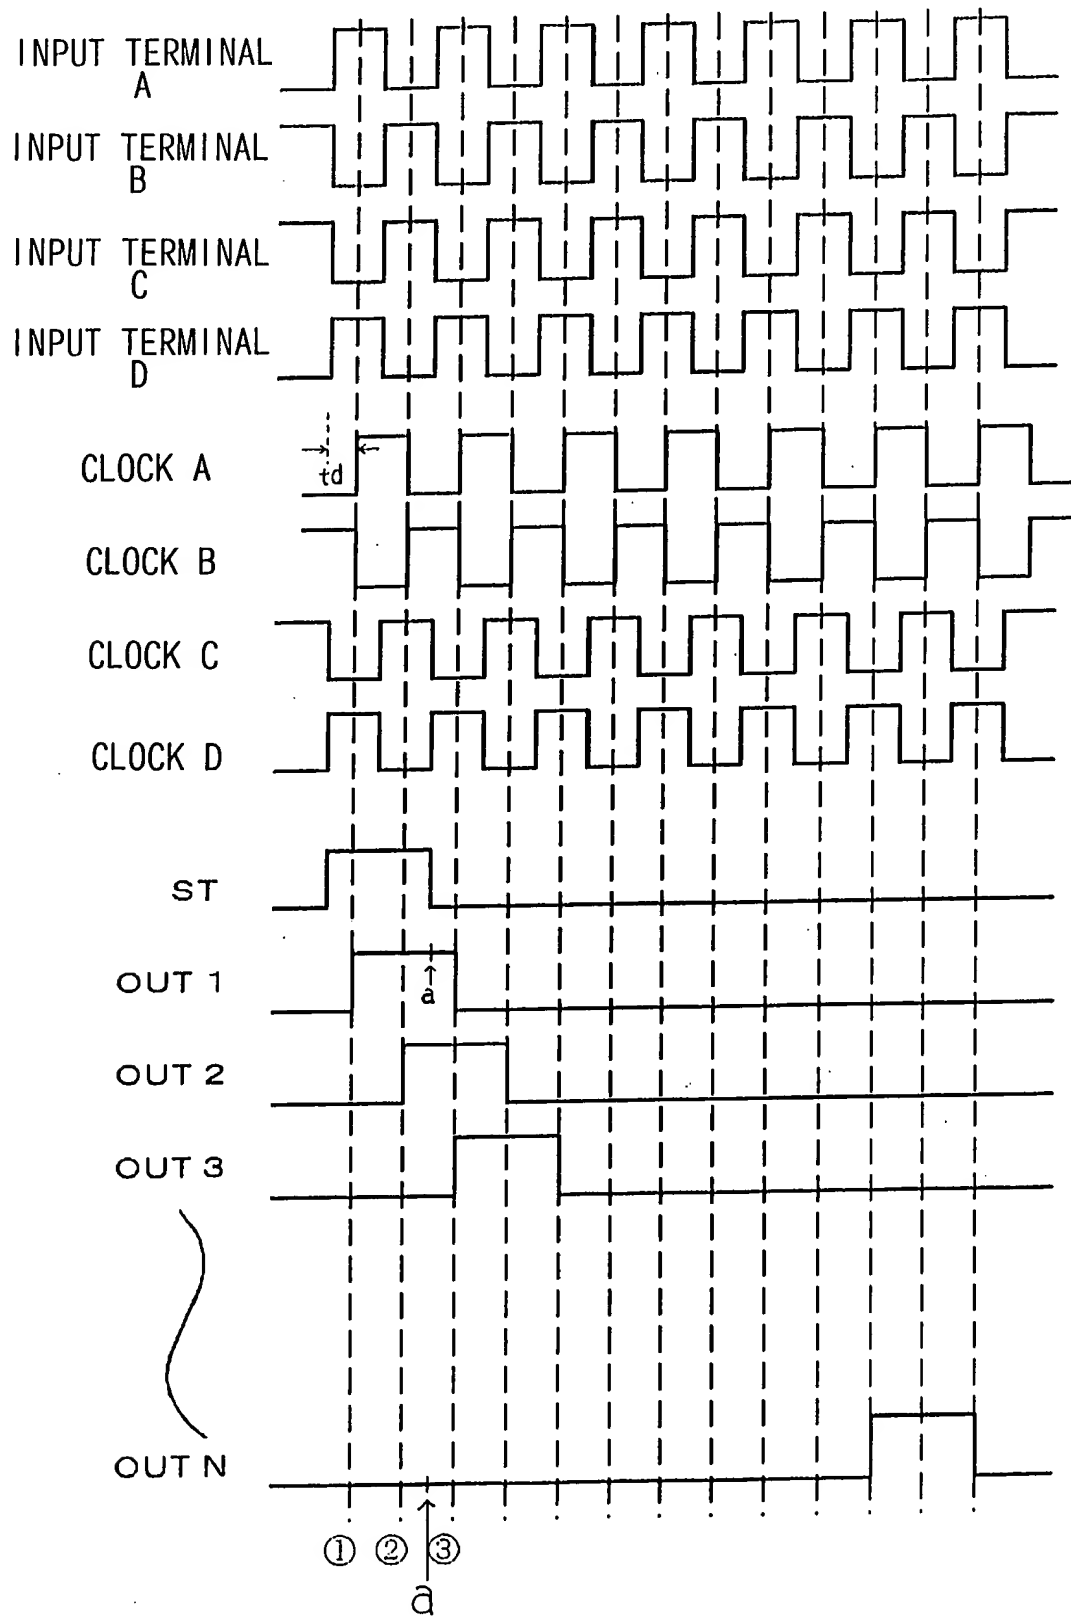 INPUT TERMINAL
A
INPUT TERMINAL
B
INPUT TERMINAL
C
INPUT TERMINAL
D
td
CLOCK A
CLOCK B
CLOCK C
CLOCK D
ST
OUT 1
a
OUT 2
OUT 3
OUT N
① ② ③
a